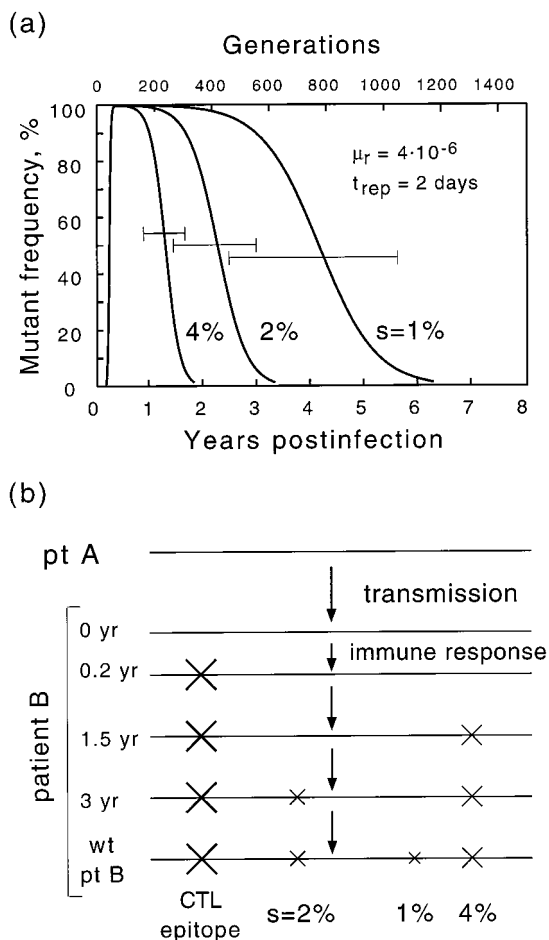 (a)
Generations
0 200 400 600 800 1000 1200 1400
Mutant frequency, %
100
80
60
40
20
0
μr = 4·10-6
trep = 2 days
4% 2% s=1%
0 1 2 3 4 5 6 7 8
Years postinfection
(b)
pt A
transmission
patient B
0 yr
immune response
0.2 yr
1.5 yr
3 yr
wt
pt B
CTL
epitope
s=2% 1% 4%